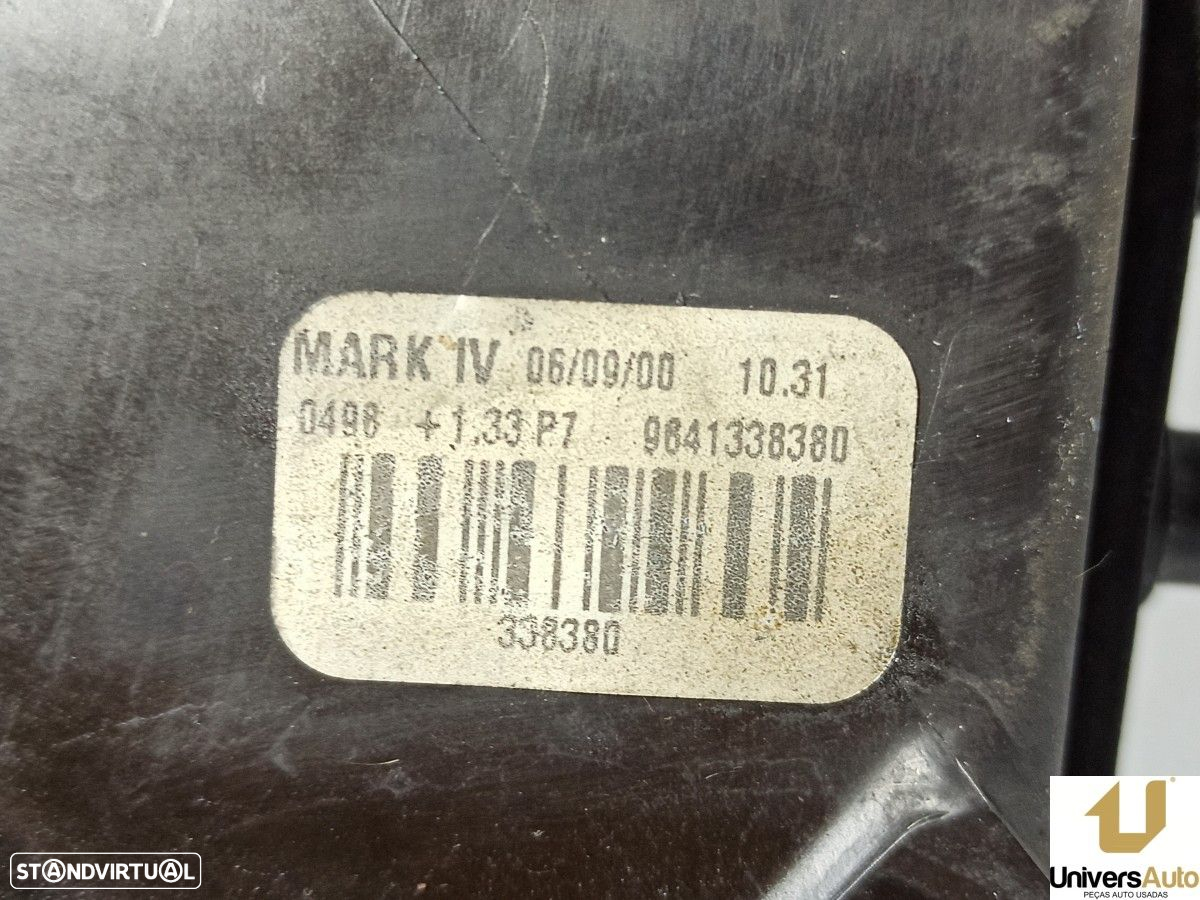 MARK IV 06/09/00 10.31
0498 +1.33 P7 9641338380
338380
STANDVIRTUAL
UniversAuto
PEÇAS AUTO USADAS